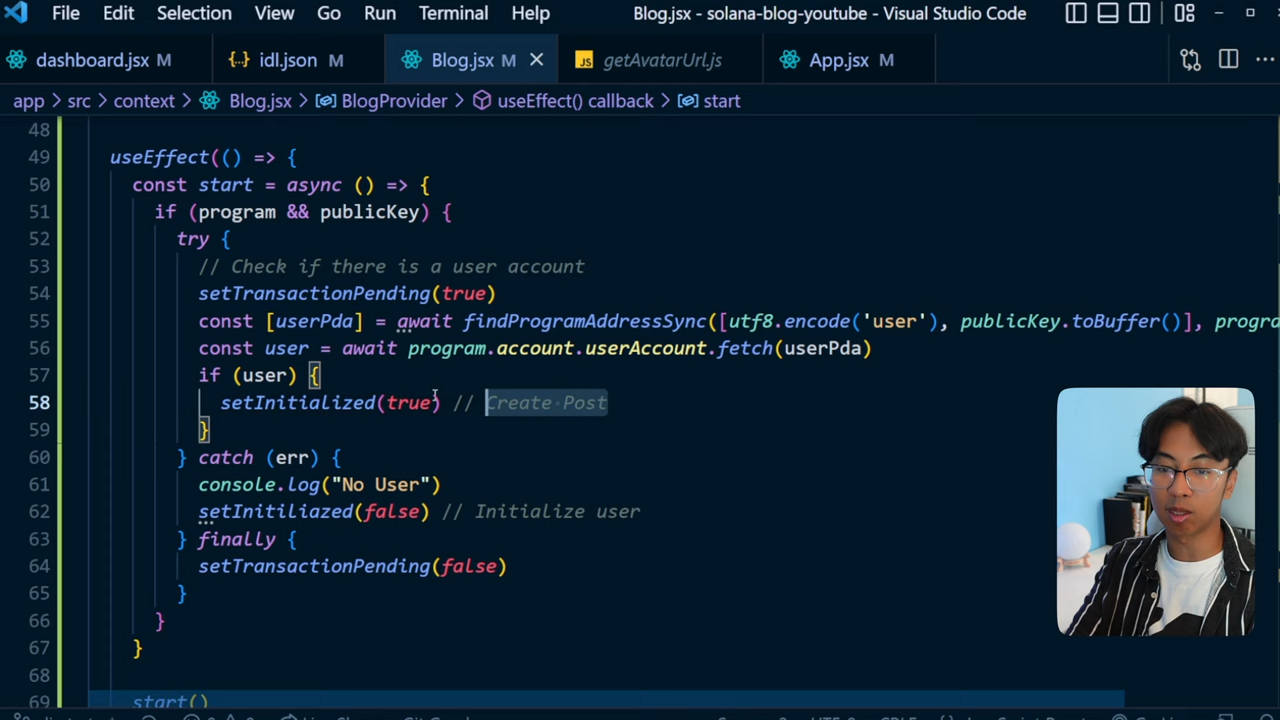 File Edit Selection View Go Run Terminal Help Blog.jsx - solana-blog-youtube - Visual Studio Code
dashboard.jsx M {..} idl.json M Blog.jsx M JS getAvatarUrl.js App.jsx M
app > src > context > Blog.jsx > BlogProvider > useEffect() callback > start
48
49 useEffect(() => {
50 const start = async () => {
51 if (program && publicKey) {
52 try {
53 // Check if there is a user account
54 setTransactionPending(true)
55 const [userPda] = await findProgramAddressSync([utf8.encode('user'), publicKey.toBuffer()], progra
56 const user = await program.account.userAccount.fetch(userPda)
57 if (user) {
58 setInitialized(true) // Create Post
59 }
60 } catch (err) {
61 console.log("No User")
62 setInitiliazed(false) // Initialize user
63 } finally {
64 setTransactionPending(false)
65 }
66 }
67 }
68
69 start()